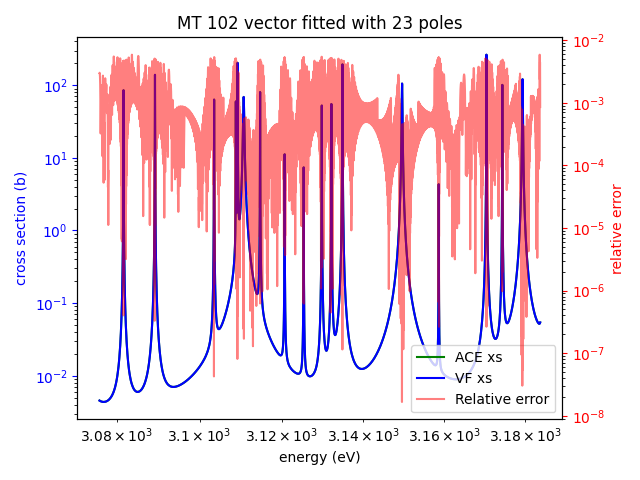 MT 102 vector fitted with 23 poles
cross section (b)
10²
10¹
10⁰
10⁻¹
10⁻²
10⁻²
10⁻³
10⁻⁴
10⁻⁵
10⁻⁶
10⁻⁷
10⁻⁸
relative error
ACE xs
VF xs
Relative error
3.08 × 10³ 3.1 × 10³ 3.12 × 10³ 3.14 × 10³ 3.16 × 10³ 3.18 × 10³
energy (eV)